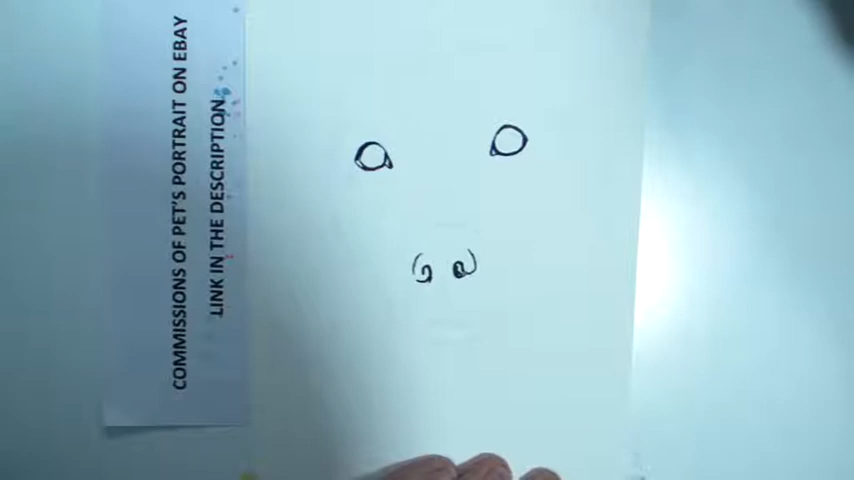 COMMISSIONS OF PET'S PORTRAIT ON EBAY
LINK IN THE DESCRIPTION